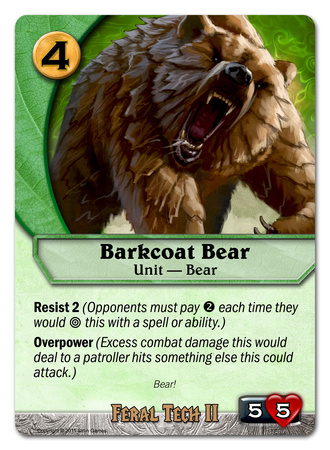 4
Barkcoat Bear
Unit — Bear
Resist 2 (Opponents must pay ❷ each time they
would ◎ this with a spell or ability.)
Overpower (Excess combat damage this would
deal to a patroller hits something else this could
attack.)
Bear!
Feral Tech II
5 5